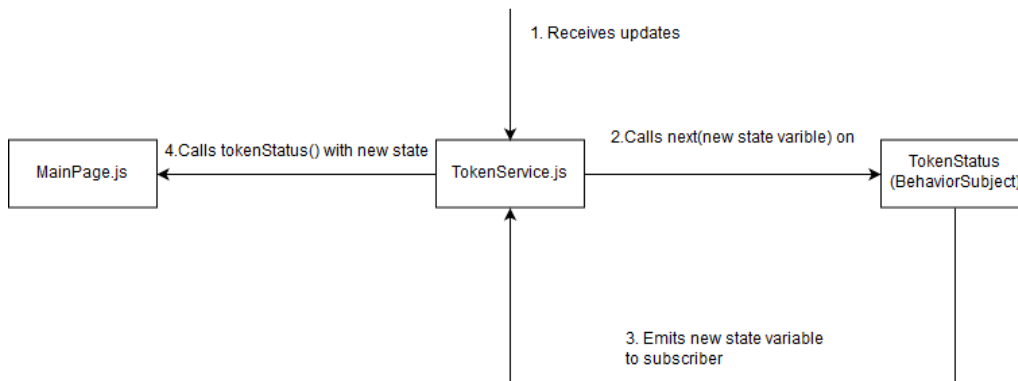 1. Receives updates
4.Calls tokenStatus() with new state
2.Calls next(new state varible) on
MainPage.js
TokenService.js
TokenStatus
(BehaviorSubject)
3. Emits new state variable
to subscriber